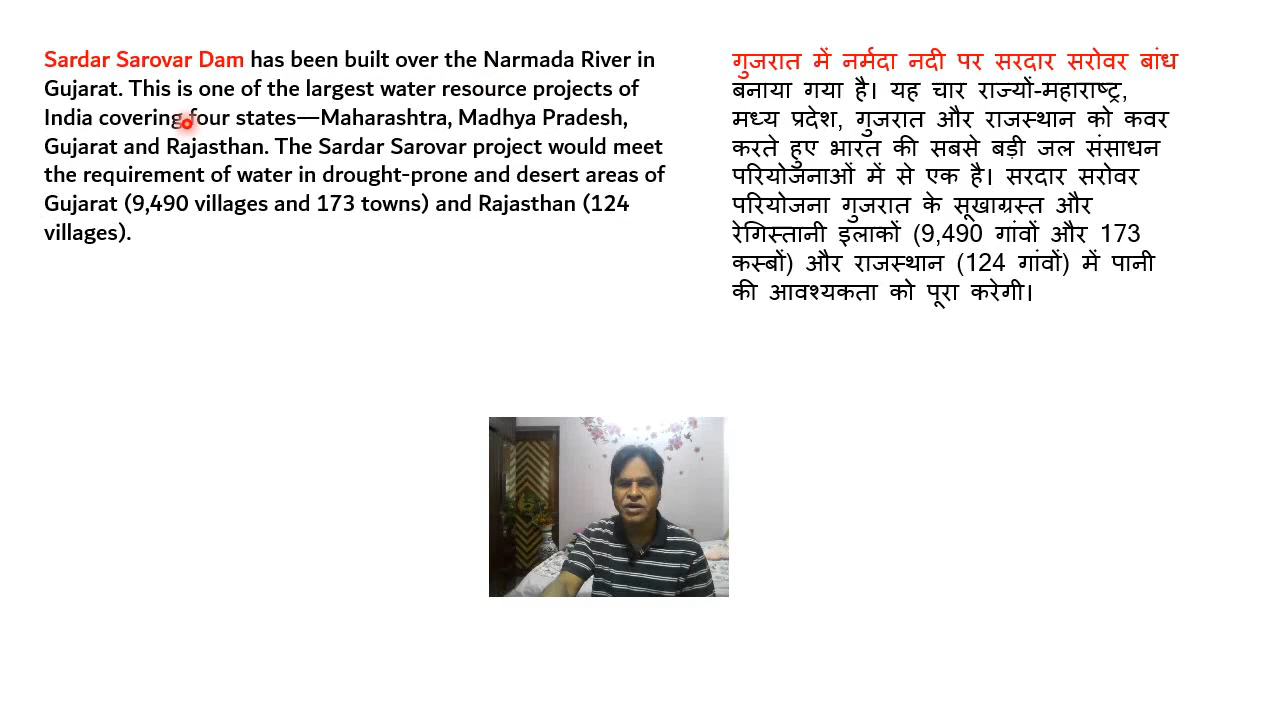 Sardar Sarovar Dam has been built over the Narmada River in
Gujarat. This is one of the largest water resource projects of
India covering four states—Maharashtra, Madhya Pradesh,
Gujarat and Rajasthan. The Sardar Sarovar project would meet
the requirement of water in drought-prone and desert areas of
Gujarat (9,490 villages and 173 towns) and Rajasthan (124
villages).
गुजरात में नर्मदा नदी पर सरदार सरोवर बांध
बनाया गया है। यह चार राज्यों-महाराष्ट्र,
मध्य प्रदेश, गुजरात और राजस्थान को कवर
करते हुए भारत की सबसे बड़ी जल संसाधन
परियोजनाओं में से एक है। सरदार सरोवर
परियोजना गुजरात के सूखाग्रस्त और
रेगिस्तानी इलाकों (9,490 गांवों और 173
कस्बों) और राजस्थान (124 गांवों) में पानी
की आवश्यकता को पूरा करेगी।